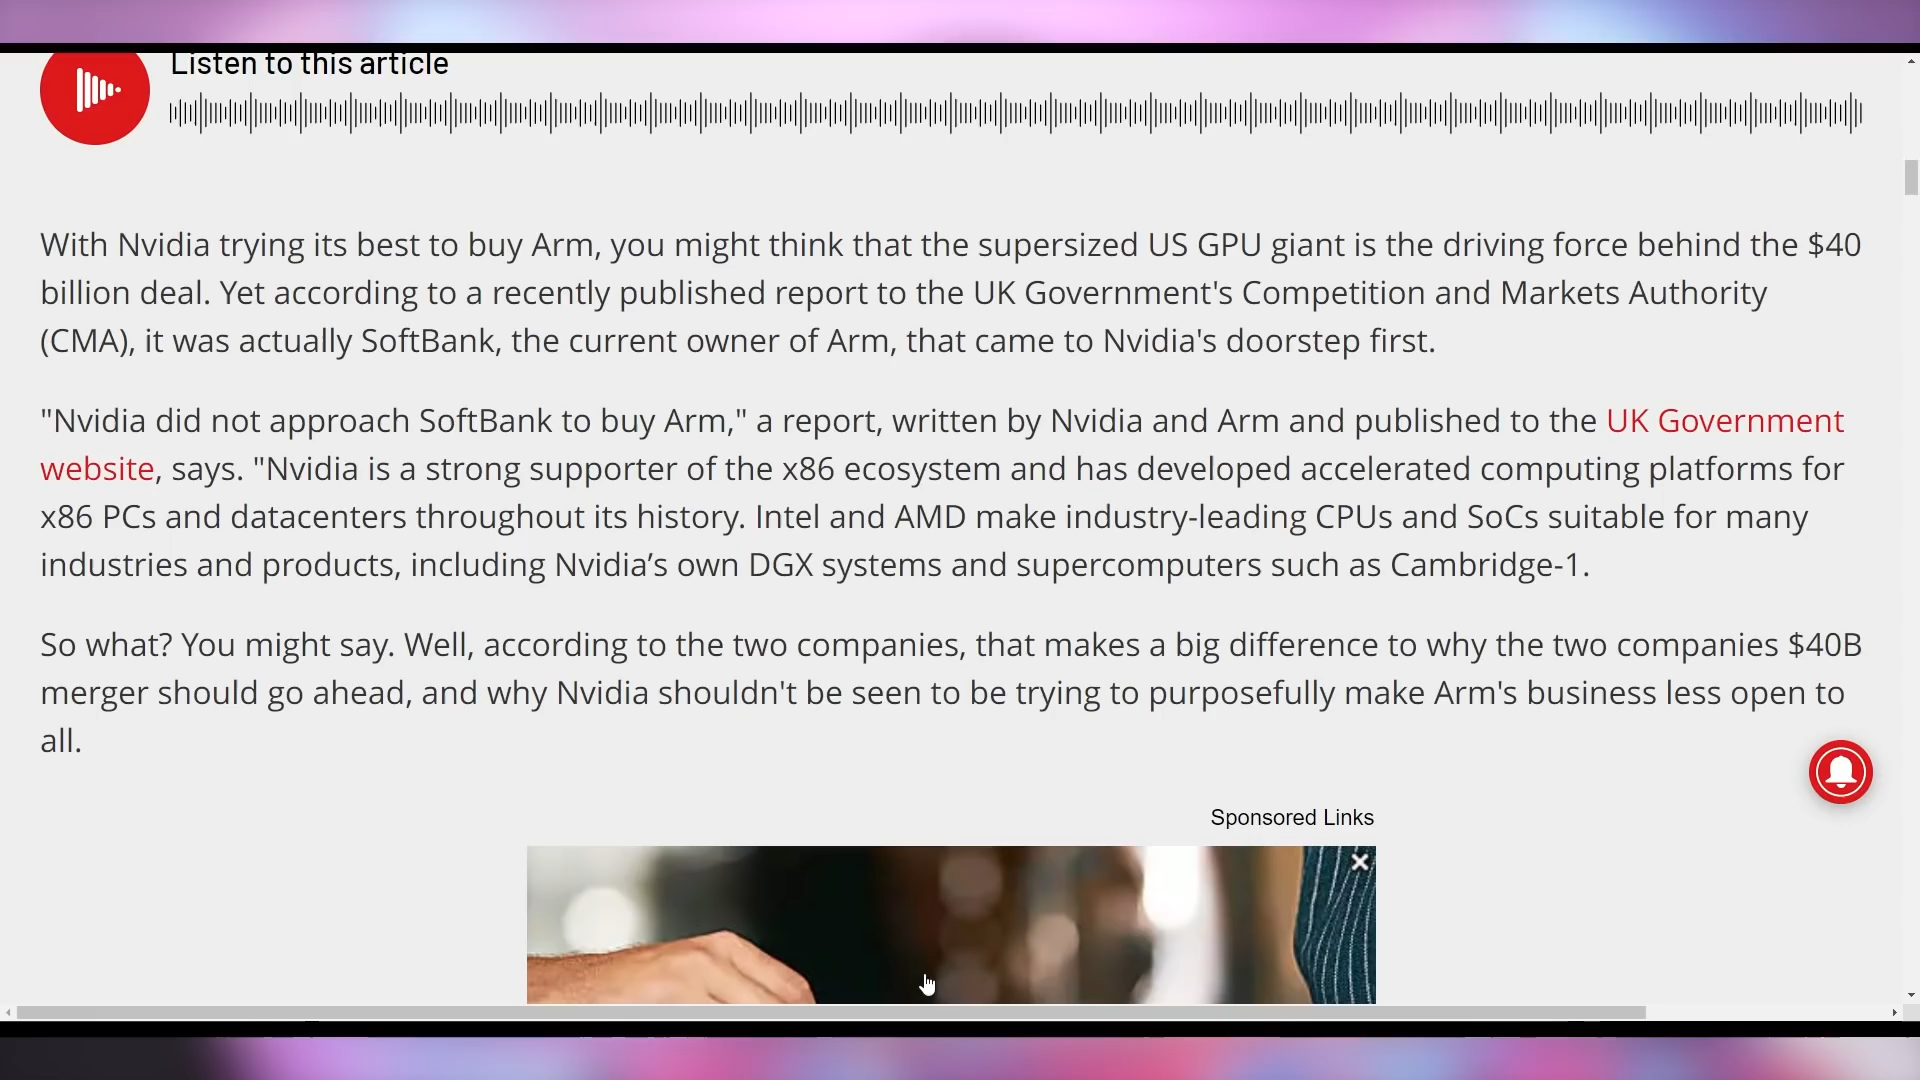 Listen to this article
With Nvidia trying its best to buy Arm, you might think that the supersized US GPU giant is the driving force behind the $40
billion deal. Yet according to a recently published report to the UK Government's Competition and Markets Authority
(CMA), it was actually SoftBank, the current owner of Arm, that came to Nvidia's doorstep first.
"Nvidia did not approach SoftBank to buy Arm," a report, written by Nvidia and Arm and published to the UK Government
website, says. "Nvidia is a strong supporter of the x86 ecosystem and has developed accelerated computing platforms for
x86 PCs and datacenters throughout its history. Intel and AMD make industry-leading CPUs and SoCs suitable for many
industries and products, including Nvidia’s own DGX systems and supercomputers such as Cambridge-1.
So what? You might say. Well, according to the two companies, that makes a big difference to why the two companies $40B
merger should go ahead, and why Nvidia shouldn't be seen to be trying to purposefully make Arm's business less open to
all.
Sponsored Links